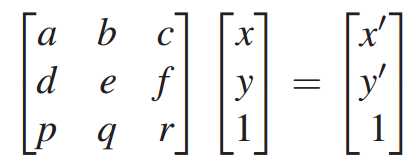 a b c x x′
d e f y = y′
p q r 1 1